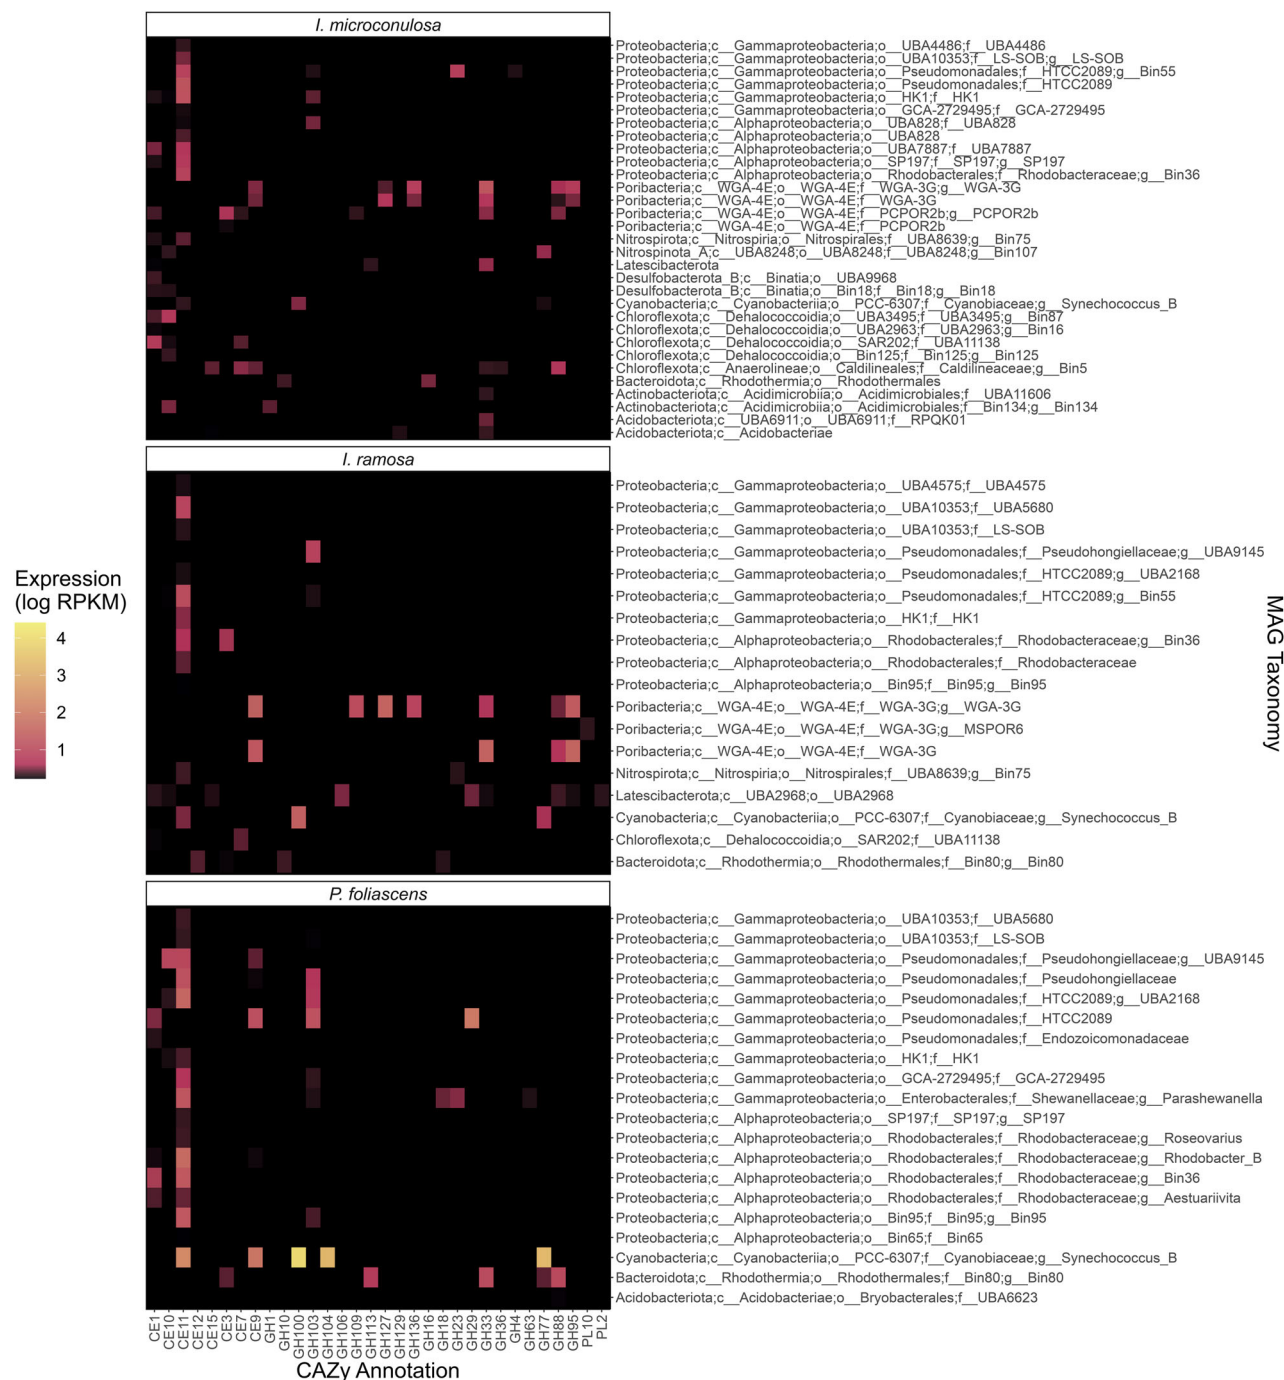 I. microconulosa
Proteobacteria;c__Gammaproteobacteria;o__UBA4486;f__UBA4486
Proteobacteria;c__Gammaproteobacteria;o__UBA10353;f__LS-SOB;g__LS-SOB
Proteobacteria;c__Gammaproteobacteria;o__Pseudomonadales;f__HTCC2089;g__Bin55
Proteobacteria;c__Gammaproteobacteria;o__Pseudomonadales;f__HTCC2089
Proteobacteria;c__Gammaproteobacteria;o__HK1;f__HK1
Proteobacteria;c__Gammaproteobacteria;o__GCA-2729495;f__GCA-2729495
Proteobacteria;c__Alphaproteobacteria;o__UBA828;f__UBA828
Proteobacteria;c__Alphaproteobacteria;o__UBA828
Proteobacteria;c__Alphaproteobacteria;o__UBA7887;f__UBA7887
Proteobacteria;c__Alphaproteobacteria;o__SP197;f__SP197;g__SP197
Proteobacteria;c__Alphaproteobacteria;o__Rhodobacterales;f__Rhodobacteraceae;g__Bin36
Poribacteria;c__WGA-4E;o__WGA-4E;f__WGA-3G;g__WGA-3G
Poribacteria;c__WGA-4E;o__WGA-4E;f__WGA-3G
Poribacteria;c__WGA-4E;o__WGA-4E;f__PCPOR2b;g__PCPOR2b
Poribacteria;c__WGA-4E;o__WGA-4E;f__PCPOR2b
Nitrospirota;c__Nitrospiria;o__Nitrospirales;f__UBA8639;g__Bin75
Nitrospinota_A;c__UBA8248;o__UBA8248;f__UBA8248;g__Bin107
Latescibacterota
Desulfobacterota_B;c__Binatia;o__UBA9968
Desulfobacterota_B;c__Binatia;o__Bin18;f__Bin18;g__Bin18
Cyanobacteria;c__Cyanobacteriia;o__PCC-6307;f__Cyanobiaceae;g__Synechococcus_B
Chloroflexota;c__Dehalococcoidia;o__UBA3495;f__UBA3495;g__Bin87
Chloroflexota;c__Dehalococcoidia;o__UBA2963;f__UBA2963;g__Bin16
Chloroflexota;c__Dehalococcoidia;o__SAR202;f__UBA11138
Chloroflexota;c__Dehalococcoidia;o__Bin125;f__Bin125;g__Bin125
Chloroflexota;c__Anaerolineae;o__Caldilineales;f__Caldilineaceae;g__Bin5
Bacteroidota;c__Rhodothermia;o__Rhodothermales
Actinobacteriota;c__Acidimicrobiia;o__Acidimicrobiales;f__UBA11606
Actinobacteriota;c__Acidimicrobiia;o__Acidimicrobiales;f__Bin134;g__Bin134
Acidobacteriota;c__UBA6911;o__UBA6911;f__RPQK01
Acidobacteriota;c__Acidobacteriae
I. ramosa
Proteobacteria;c__Gammaproteobacteria;o__UBA4575;f__UBA4575
Proteobacteria;c__Gammaproteobacteria;o__UBA10353;f__UBA5680
Proteobacteria;c__Gammaproteobacteria;o__UBA10353;f__LS-SOB
Proteobacteria;c__Gammaproteobacteria;o__Pseudomonadales;f__Pseudohongiellaceae;g__UBA9145
Proteobacteria;c__Gammaproteobacteria;o__Pseudomonadales;f__HTCC2089;g__UBA2168
Proteobacteria;c__Gammaproteobacteria;o__Pseudomonadales;f__HTCC2089;g__Bin55
Proteobacteria;c__Gammaproteobacteria;o__HK1;f__HK1
Proteobacteria;c__Alphaproteobacteria;o__Rhodobacterales;f__Rhodobacteraceae;g__Bin36
Proteobacteria;c__Alphaproteobacteria;o__Rhodobacterales;f__Rhodobacteraceae
Proteobacteria;c__Alphaproteobacteria;o__Bin95;f__Bin95;g__Bin95
Poribacteria;c__WGA-4E;o__WGA-4E;f__WGA-3G;g__WGA-3G
Poribacteria;c__WGA-4E;o__WGA-4E;f__WGA-3G;g__MSPOR6
Poribacteria;c__WGA-4E;o__WGA-4E;f__WGA-3G
Nitrospirota;c__Nitrospiria;o__Nitrospirales;f__UBA8639;g__Bin75
Latescibacterota;c__UBA2968;o__UBA2968
Cyanobacteria;c__Cyanobacteriia;o__PCC-6307;f__Cyanobiaceae;g__Synechococcus_B
Chloroflexota;c__Dehalococcoidia;o__SAR202;f__UBA11138
Bacteroidota;c__Rhodothermia;o__Rhodothermales;f__Bin80;g__Bin80
Expression
(log RPKM)
4
3
2
1
MAG Taxonomy
P. foliascens
Proteobacteria;c__Gammaproteobacteria;o__UBA10353;f__UBA5680
Proteobacteria;c__Gammaproteobacteria;o__UBA10353;f__LS-SOB
Proteobacteria;c__Gammaproteobacteria;o__Pseudomonadales;f__Pseudohongiellaceae;g__UBA9145
Proteobacteria;c__Gammaproteobacteria;o__Pseudomonadales;f__Pseudohongiellaceae
Proteobacteria;c__Gammaproteobacteria;o__Pseudomonadales;f__HTCC2089;g__UBA2168
Proteobacteria;c__Gammaproteobacteria;o__Pseudomonadales;f__HTCC2089
Proteobacteria;c__Gammaproteobacteria;o__Pseudomonadales;f__Endozoicomonadaceae
Proteobacteria;c__Gammaproteobacteria;o__HK1;f__HK1
Proteobacteria;c__Gammaproteobacteria;o__GCA-2729495;f__GCA-2729495
Proteobacteria;c__Gammaproteobacteria;o__Enterobacterales;f__Shewanellaceae;g__Parashewanella
Proteobacteria;c__Alphaproteobacteria;o__SP197;f__SP197;g__SP197
Proteobacteria;c__Alphaproteobacteria;o__Rhodobacterales;f__Rhodobacteraceae;g__Roseovarius
Proteobacteria;c__Alphaproteobacteria;o__Rhodobacterales;f__Rhodobacteraceae;g__Rhodobacter_B
Proteobacteria;c__Alphaproteobacteria;o__Rhodobacterales;f__Rhodobacteraceae;g__Bin36
Proteobacteria;c__Alphaproteobacteria;o__Rhodobacterales;f__Rhodobacteraceae;g__Aestuariivita
Proteobacteria;c__Alphaproteobacteria;o__Bin95;f__Bin95;g__Bin95
Proteobacteria;c__Alphaproteobacteria;o__Bin65;f__Bin65
Cyanobacteria;c__Cyanobacteriia;o__PCC-6307;f__Cyanobiaceae;g__Synechococcus_B
Bacteroidota;c__Rhodothermia;o__Rhodothermales;f__Bin80;g__Bin80
Acidobacteriota;c__Acidobacteriae;o__Bryobacterales;f__UBA6623
CE1
CE10
CE11
CE12
CE15
CE3
CE7
CE9
GH1
GH10
GH100
GH103
GH104
GH106
GH109
GH113
GH127
GH129
GH136
GH16
GH18
GH23
GH29
GH33
GH36
GH4
GH63
GH77
GH88
GH95
PL10
PL2
CAZy Annotation